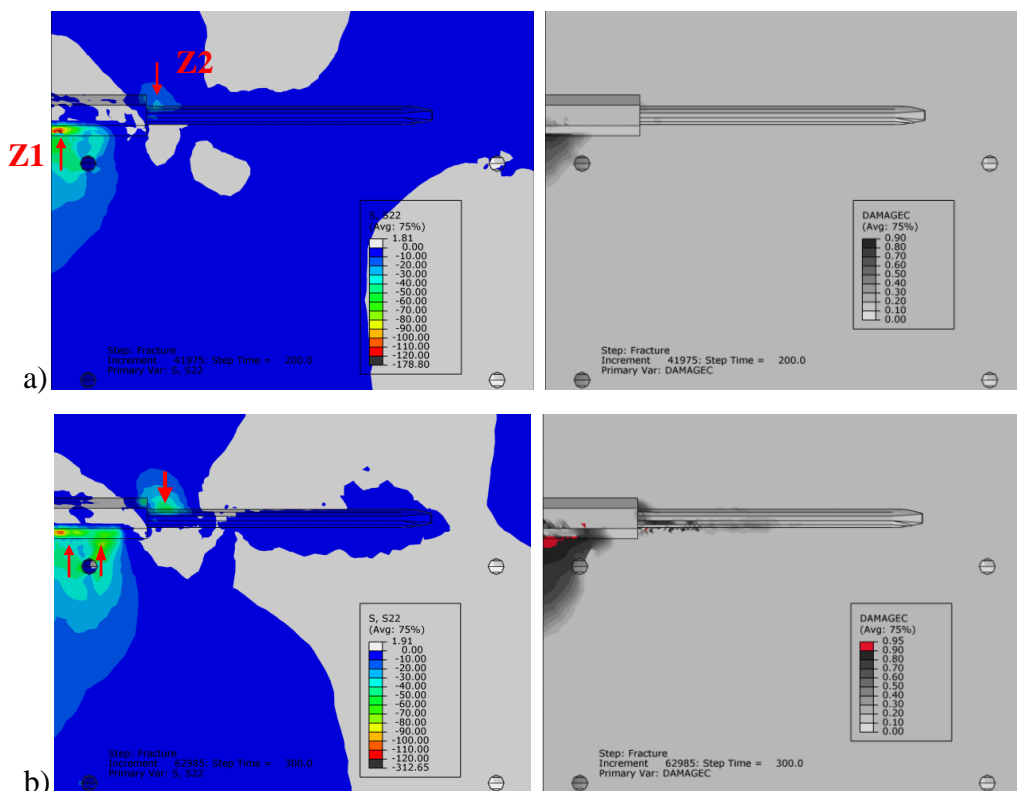 Z2
Z1
S, S22
(Avg: 75%)
1.81
0.00
-10.00
-20.00
-30.00
-40.00
-50.00
-60.00
-70.00
-80.00
-90.00
-100.00
-110.00
-120.00
-178.80
Step: Fracture
Increment 41975: Step Time = 200.0
Primary Var: S, S22
DAMAGEC
(Avg: 75%)
0.90
0.80
0.70
0.60
0.50
0.40
0.30
0.20
0.10
0.00
Step: Fracture
Increment 41975: Step Time = 200.0
Primary Var: DAMAGEC
a)
S, S22
(Avg: 75%)
1.91
0.00
-10.00
-20.00
-30.00
-40.00
-50.00
-60.00
-70.00
-80.00
-90.00
-100.00
-110.00
-120.00
-312.65
Step: Fracture
Increment 62985: Step Time = 300.0
Primary Var: S, S22
DAMAGEC
(Avg: 75%)
0.95
0.90
0.80
0.70
0.60
0.50
0.40
0.30
0.20
0.10
0.00
Step: Fracture
Increment 62985: Step Time = 300.0
Primary Var: DAMAGEC
b)